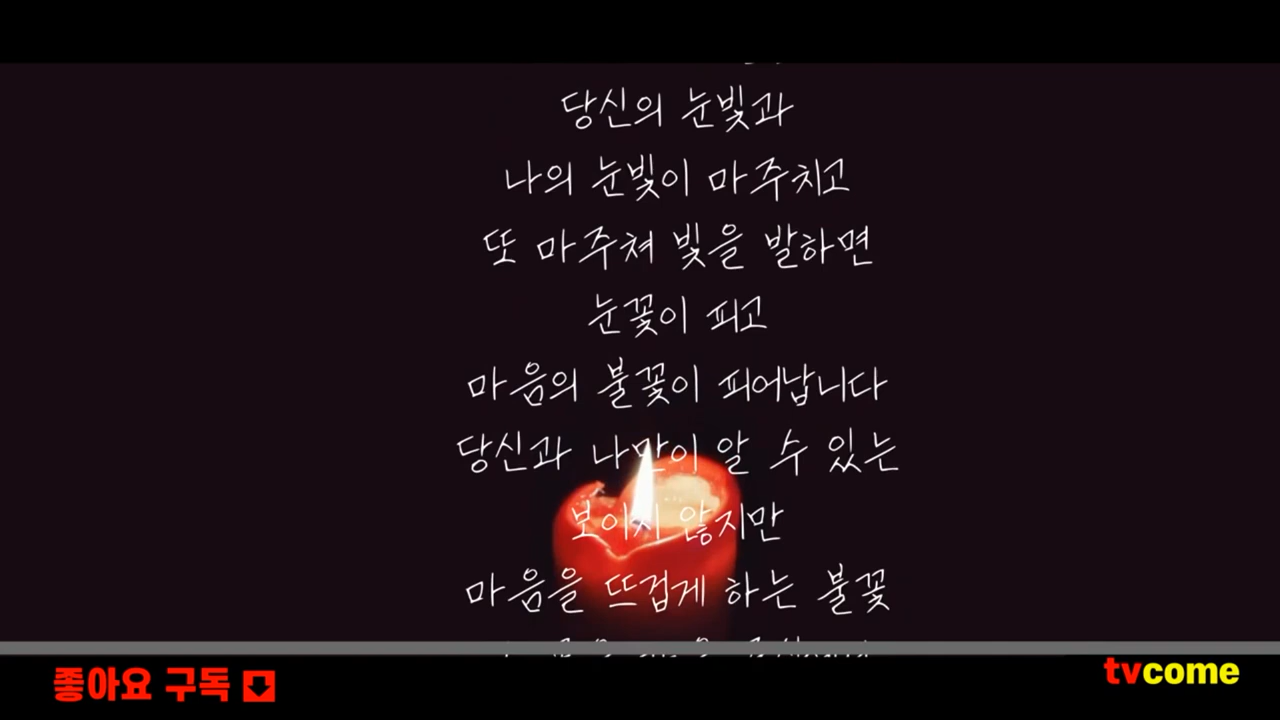 당신의 눈빛과
나의 눈빛이 마주치고
또 마주쳐 빛을 발하면
눈꽃이 피고
마음의 불꽃이 피어납니다
당신과 나만이 알 수 있는
보이지 않지만
마음을 뜨겁게 하는 불꽃
좋아요 구독
tvcome